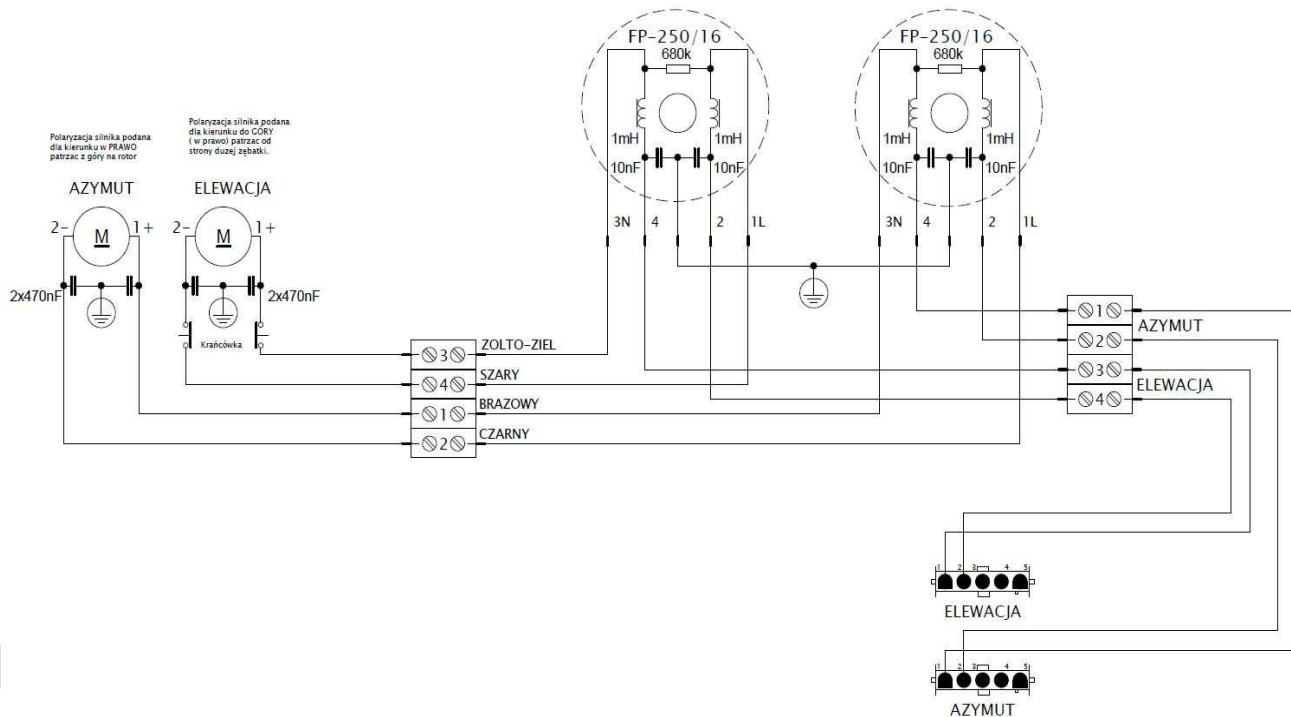 FP-250/16
680k
1mH
1mH
10nF
10nF
3N
4
2
1L
FP-250/16
680k
1mH
1mH
10nF
10nF
3N
4
2
1L
Polaryzacja silnika podana
dla kierunku w PRAWO
patrzac z góry na rotor
AZYMUT
2-
M
1+
2x470nF
Polaryzacja silnika podana
dla kierunku do GÓRY
( w prawo) patrzac od
strony duzej zębatki.
ELEWACJA
2-
M
1+
2x470nF
Krańcówka
3
ZOLTO-ZIEL
4
SZARY
1
BRAZOWY
2
CZARNY
1
AZYMUT
2
3
ELEWACJA
4
1 2 3 4 5
ELEWACJA
1 2 3 4 5
AZYMUT